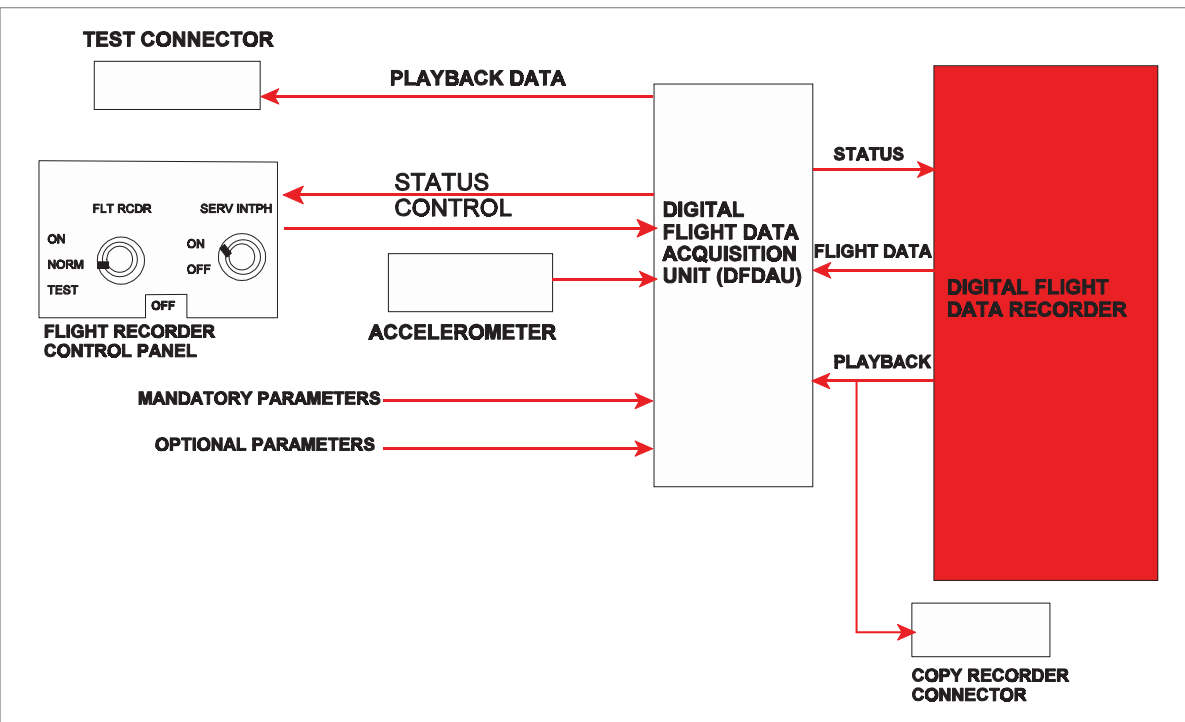 TEST CONNECTOR
PLAYBACK DATA
STATUS
STATUS
CONTROL
FLT RCDR
SERV INTPH
ON
NORM
TEST
ON
OFF
OFF
FLIGHT RECORDER
CONTROL PANEL
ACCELEROMETER
MANDATORY PARAMETERS
OPTIONAL PARAMETERS
DIGITAL
FLIGHT DATA
ACQUISITION
UNIT (DFDAU)
FLIGHT DATA
PLAYBACK
DIGITAL FLIGHT
DATA RECORDER
COPY RECORDER
CONNECTOR